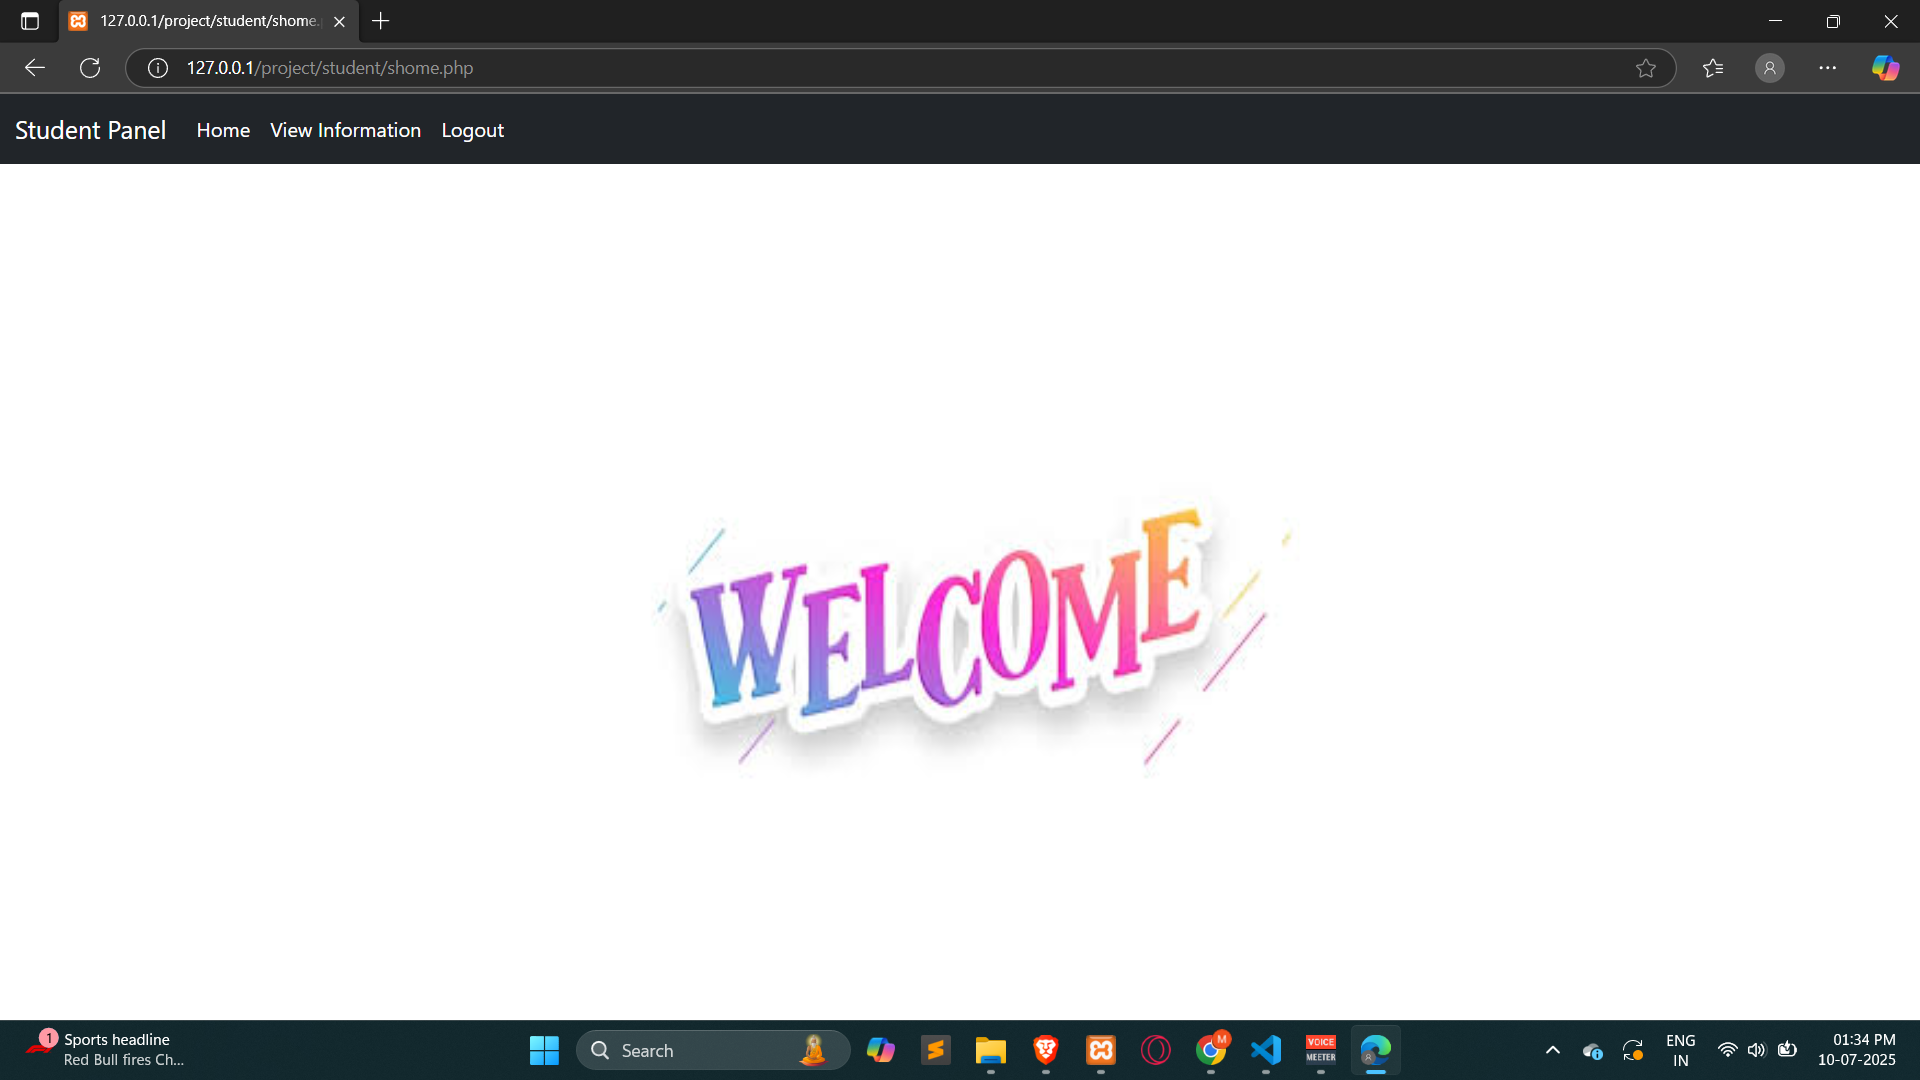 127.0.0.1/project/student/shome.
127.0.0.1/project/student/shome.php
Student Panel Home View Information Logout
WELCOME
1
Sports headline
Red Bull fires Ch...
Search
M
VOICE
MEETER
ENG
IN
01:34 PM
10-07-2025